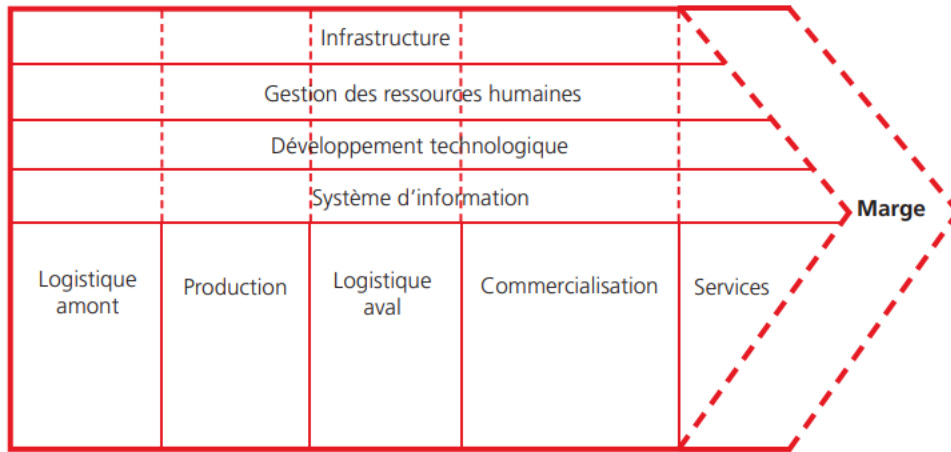 Infrastructure
Gestion des ressources humaines
Développement technologique
Système d'information
Marge
Logistique
amont
Production
Logistique
aval
Commercialisation
Services